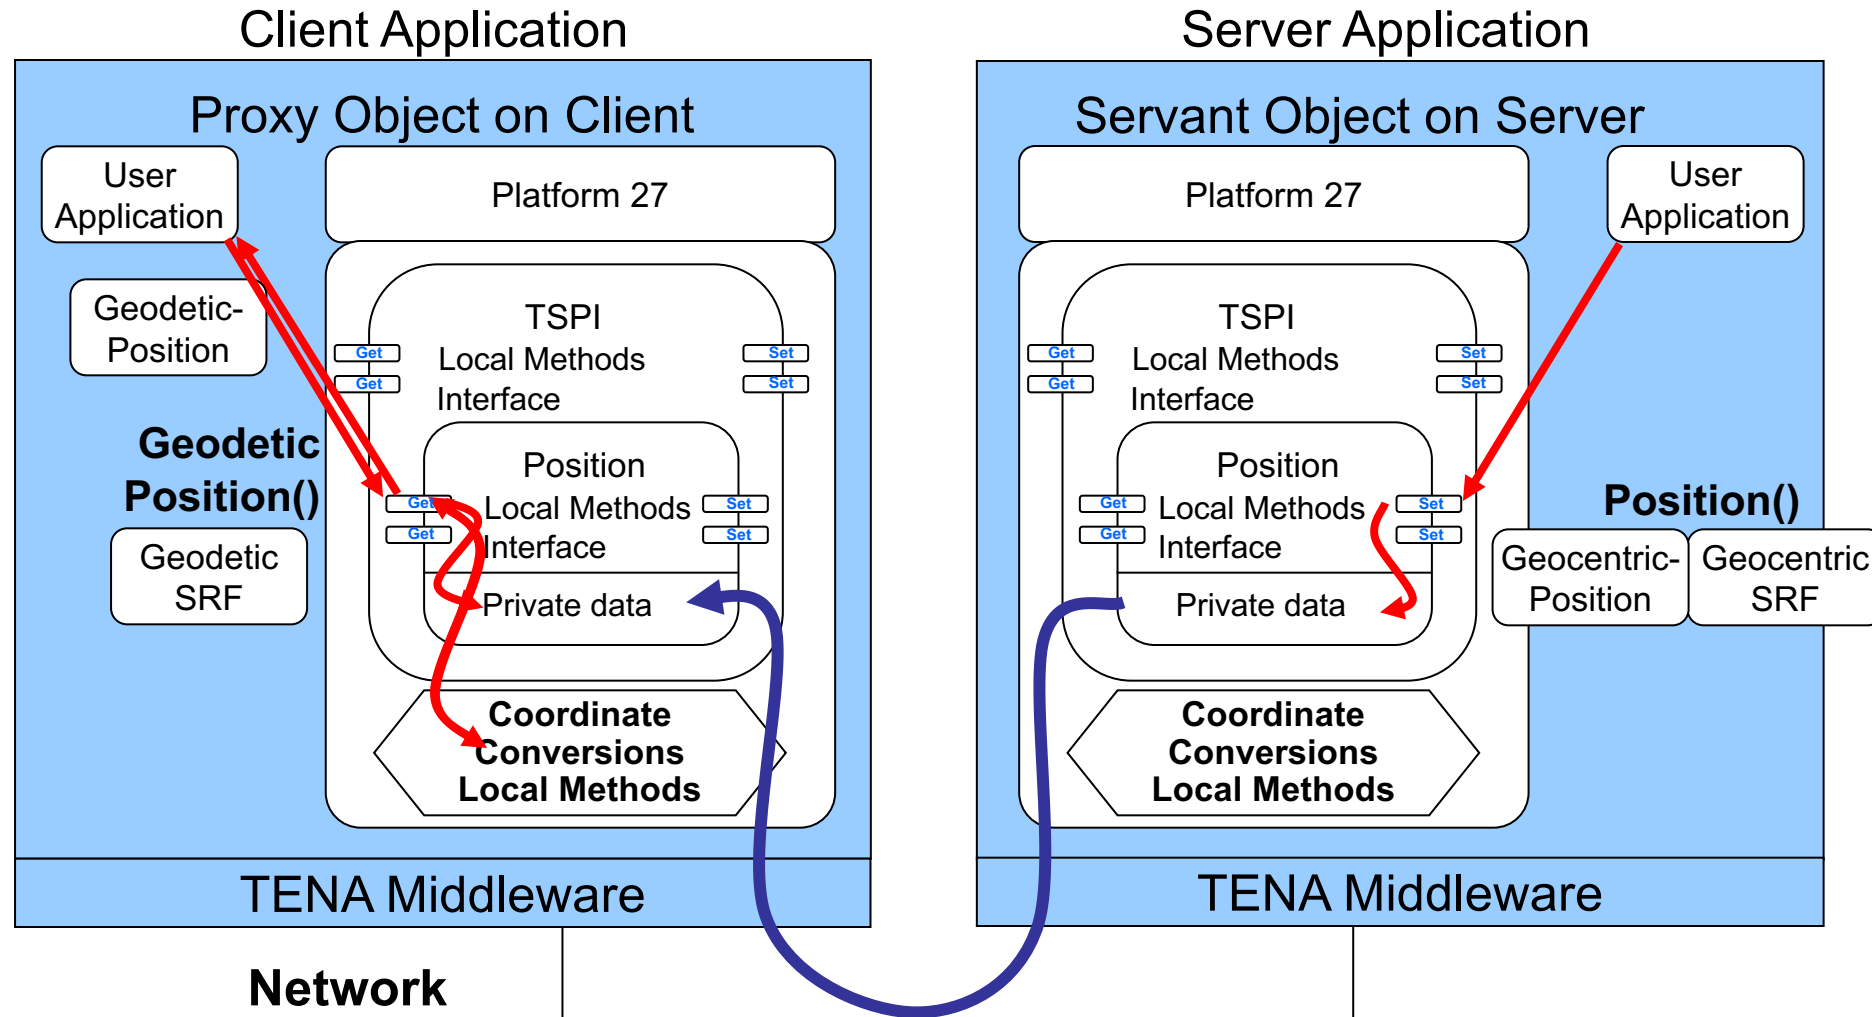 Client Application
Proxy Object on Client
User
Application
Platform 27
Geodetic-
Position
TSPI
Local Methods
Interface
Get
Get
Set
Set
Geodetic
Position()
Position
Local Methods
Interface
Get
Get
Set
Set
Geodetic
SRF
Private data
Coordinate
Conversions
Local Methods
TENA Middleware
Network
Server Application
Servant Object on Server
Platform 27
User
Application
TSPI
Local Methods
Interface
Get
Get
Set
Set
Position
Local Methods
Interface
Get
Get
Set
Set
Position()
Geocentric-
Position
Geocentric
SRF
Private data
Coordinate
Conversions
Local Methods
TENA Middleware